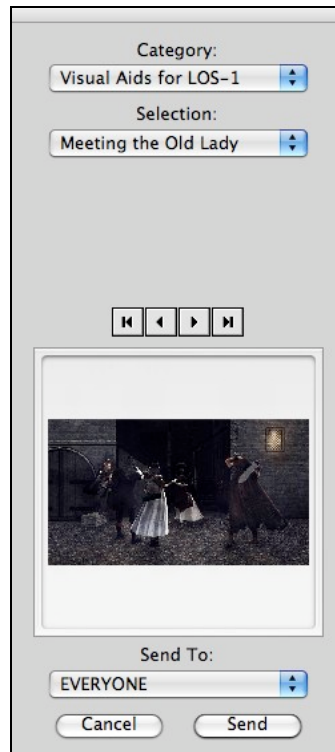 Category:
Visual Aids for LOS-1
Selection:
Meeting the Old Lady
Send To:
EVERYONE
Cancel
Send